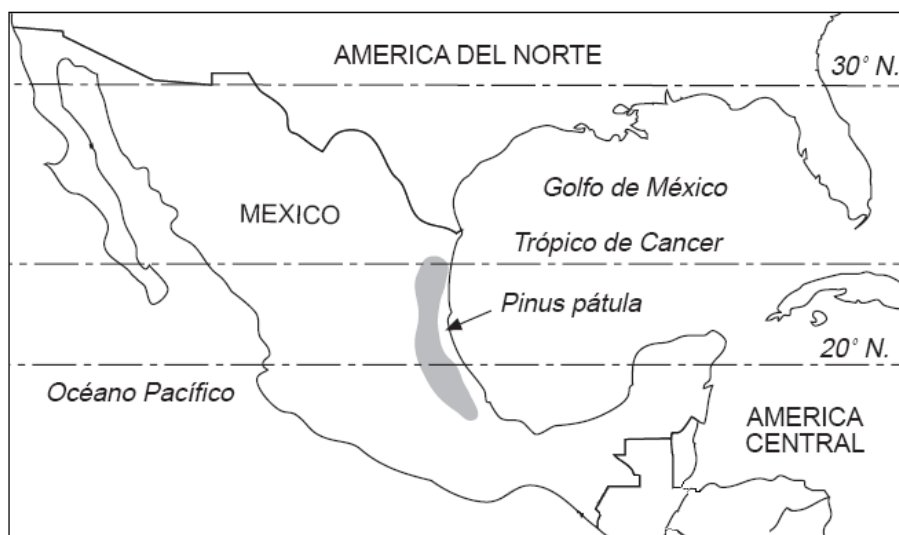 AMERICA DEL NORTE
30° N.
Golfo de México
MEXICO
Trópico de Cancer
Pinus pátula
20° N.
Océano Pacífico
AMERICA
CENTRAL